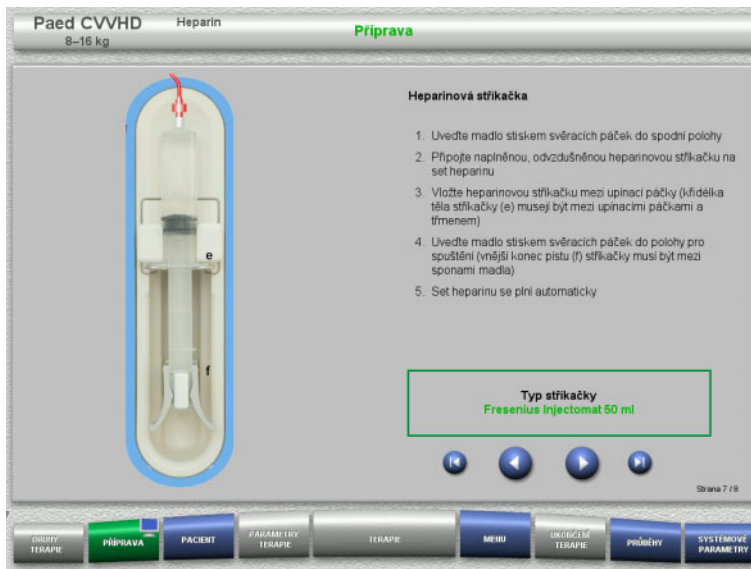 Paed CVVHD
Heparin
8–16 kg
Příprava
Heparinová stříkačka
1. Uveďte madlo stiskem svěracích páček do spodní polohy
2. Připojte naplněnou, odvzdušněnou heparinovou stříkačku na
set heparinu
3. Vložte heparinovou stříkačku mezi upínací páčky (křidélka
těla stříkačky (e) musejí být mezi upínacími páčkami a
třmenem)
4. Uveďte madlo stiskem svěracích páček do polohy pro
spuštění (vnější konec pístu (f) stříkačky musí být mezi
sponami madla)
5. Set heparinu se plní automaticky
e
f
Typ stříkačky
Fresenius Injectomat 50 ml
Strana 7 / 8
DRUHY
TERAPIE
PŘÍPRAVA
PACIENT
PARAMETRY
TERAPIE
TERAPIE
MENU
UKONČENÍ
TERAPIE
PRŮBĚHY
SYSTÉMOVÉ
PARAMETRY